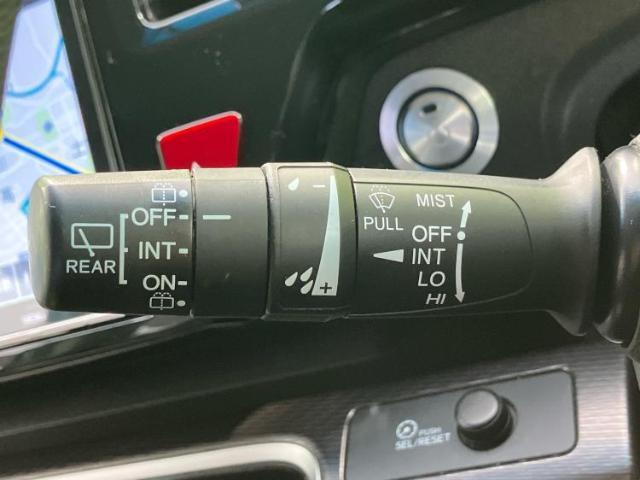 OFF
INT
REAR
ON
-
+
PULL
MIST
OFF
INT
LO
HI
PUSH
SEL/RESET